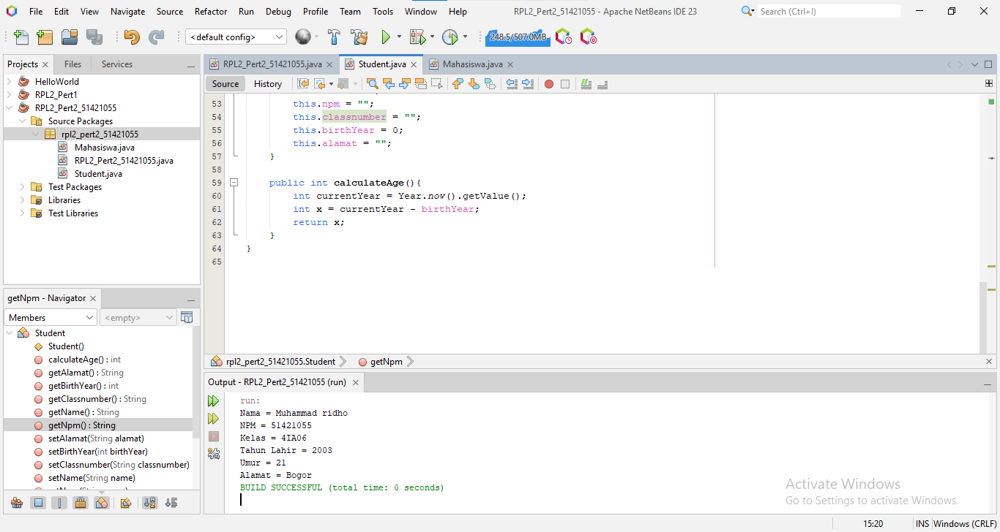 File Edit View Navigate Source Refactor Run Debug Profile Team Tools Window Help
RPL2_Pert2_51421055 - Apache NetBeans IDE 23
Search (Ctrl+I)
<default config>
248.5/507.0MB
Projects Files Services
HelloWorld
RPL2_Pert1
RPL2_Pert2_51421055
Source Packages
rpl2_pert2_51421055
Mahasiswa.java
RPL2_Pert2_51421055.java
Student.java
Test Packages
Libraries
Test Libraries
getNpm - Navigator
Members <empty>
Student
Student()
calculateAge() : int
getAlamat() : String
getBirthYear() : int
getClassnumber() : String
getName() : String
getNpm() : String
setAlamat(String alamat)
setBirthYear(int birthYear)
setClassnumber(String classnumber)
setName(String name)
RPL2_Pert2_51421055.java Student.java Mahasiswa.java
Source History
53 this.npm = "";
54 this.classnumber = "";
55 this.birthYear = 0;
56 this.alamat = "";
57 }
58
59 public int calculateAge(){
60 int currentYear = Year.now().getValue();
61 int x = currentYear - birthYear;
62 return x;
63 }
64 }
65
rpl2_pert2_51421055.Student getNpm
Output - RPL2_Pert2_51421055 (run)
run:
Nama = Muhammad ridho
NPM = 51421055
Kelas = 4IA06
Tahun Lahir = 2003
Umur = 21
Alamat = Bogor
BUILD SUCCESSFUL (total time: 0 seconds)
Activate Windows
Go to Settings to activate Windows.
15:20 INS Windows (CRLF)